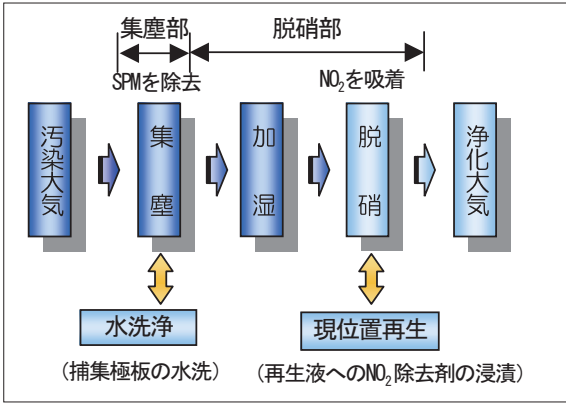 集塵部 脱硝部
SPMを除去 NO₂を吸着
汚染大気
集塵
加湿
脱硝
浄化大気
水洗浄 現位置再生
（捕集極板の水洗） （再生液へのNO₂除去剤の浸漬）